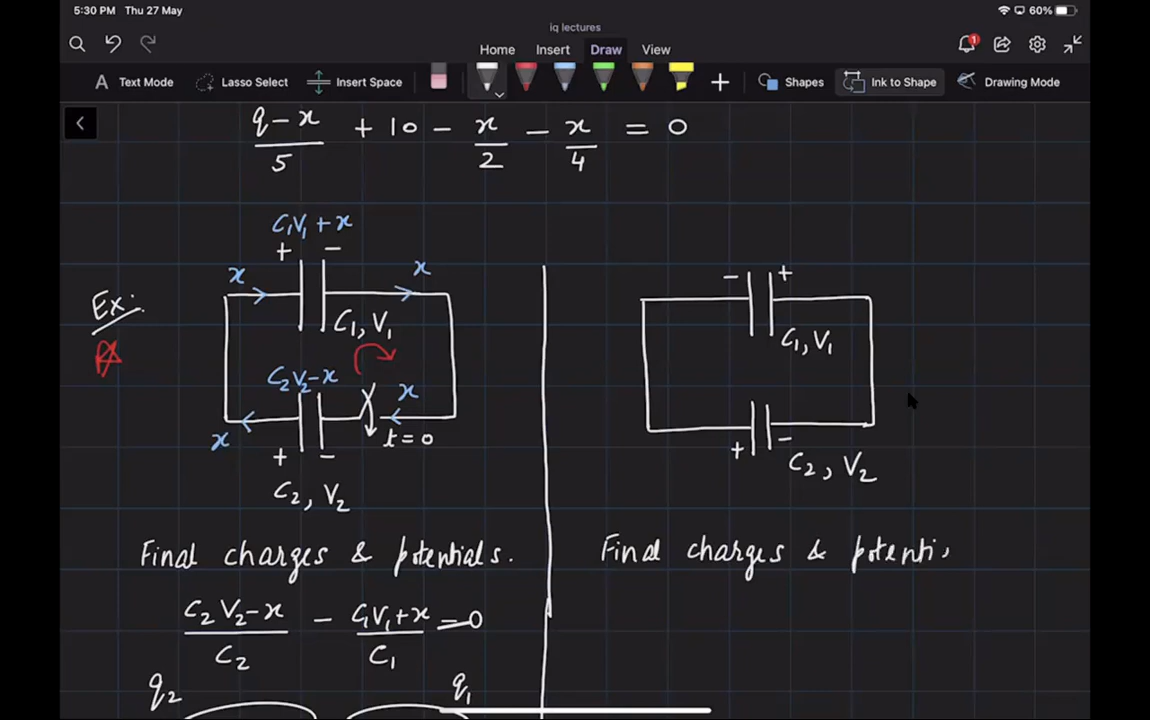 5:30 PM Thu 27 May
60%
iq lectures
Home Insert Draw View
1
A Text Mode Lasso Select Insert Space Shapes Ink to Shape Drawing Mode
q-x/5 + 10 - x/2 - x/4 = 0
C₁V₁+x
+ -
x x
C₁, V₁
Ex:
C₂V₂-x
x
x
t=0
+ -
C₂, V₂
- +
C₁, V₁
+ -
C₂, V₂
Final charges & potentials.
Final charges & potenti
C₂V₂-x/C₂ - C₁V₁+x/C₁ = 0
q₂ q₁